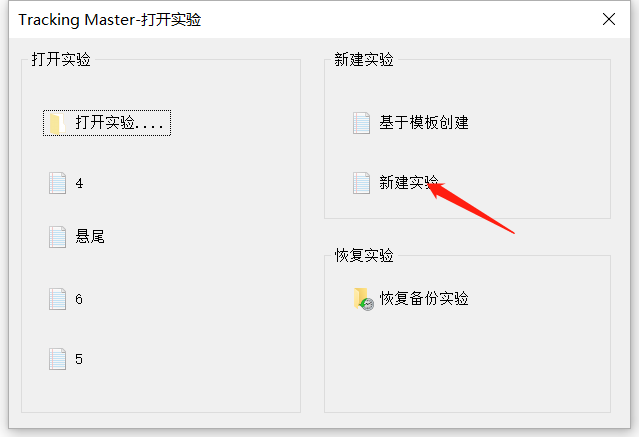 Tracking Master-打开实验
打开实验
打开实验....
4
悬尾
6
5
新建实验
基于模板创建
新建实验
恢复实验
恢复备份实验